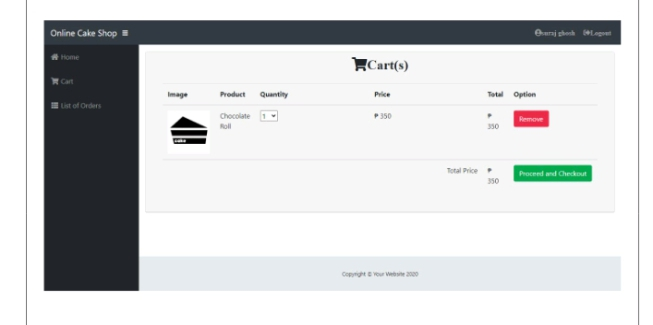 Online Cake Shop
suraj ghosh Logout
Home
Cart
List of Orders
Cart(s)
Image Product Quantity Price Total Option
Chocolate Roll 1 ₱ 350 ₱ 350 Remove
cake
Total Price ₱ 350 Proceed and Checkout
Copyright © Your Website 2020